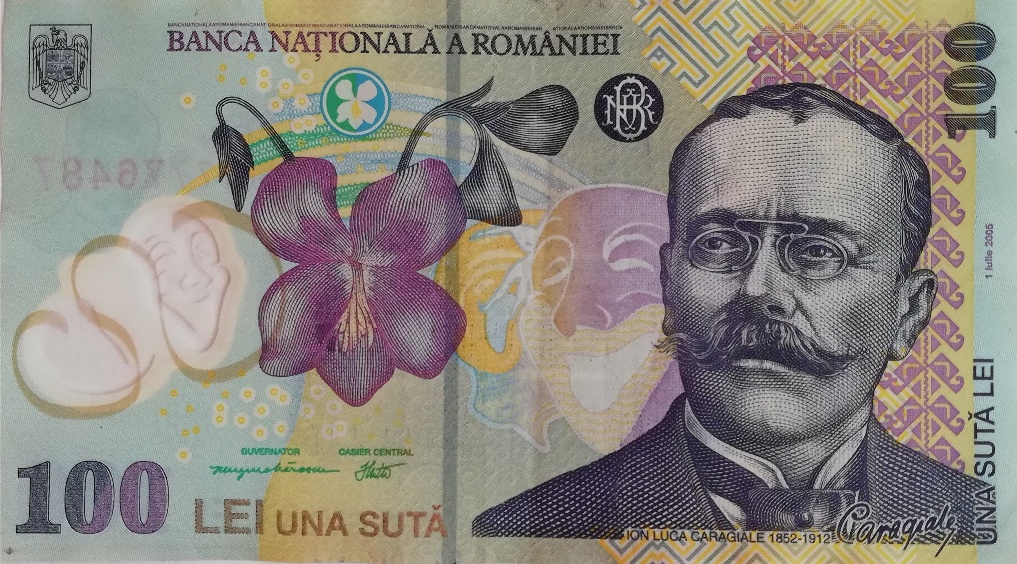 BANCA NAȚIONALĂ A ROMÂNIEI
BNR
100
1 iulie 2005
GUVERNATOR
CASIER CENTRAL
100 LEI UNA SUTĂ
ION LUCA CARAGIALE 1852-1912
Caragiale
UNA SUTĂ LEI